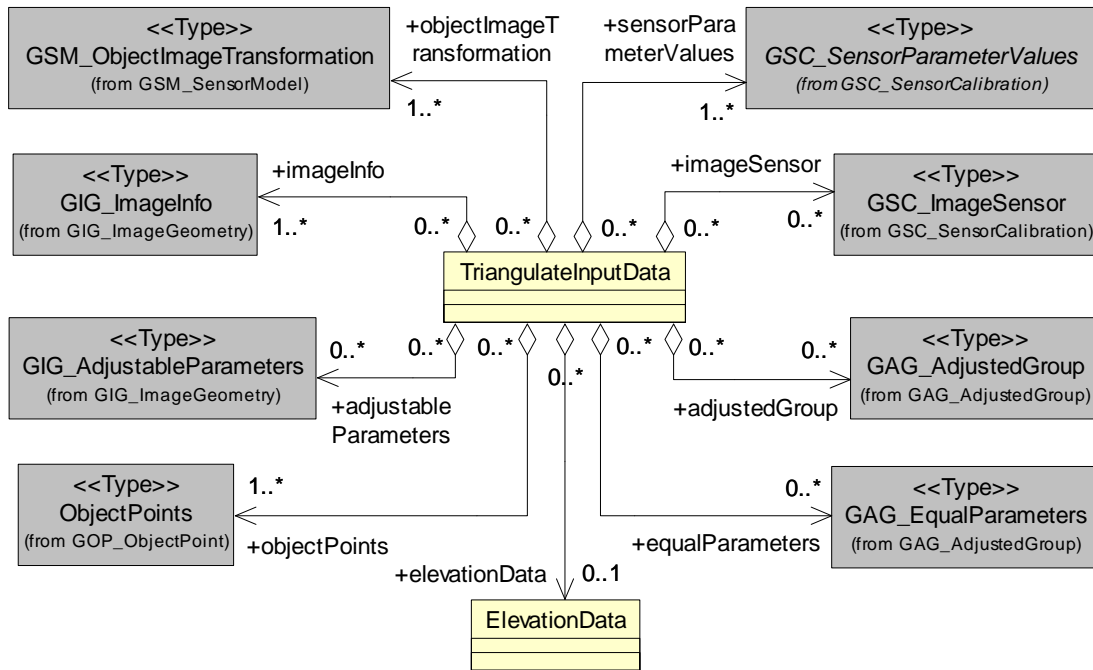 <<Type>>
GSM_ObjectImageTransformation
(from GSM_SensorModel)
+objectImageT
ransformation
1..*
0..*
+sensorPara
meterValues
1..*
0..*
<<Type>>
GSC_SensorParameterValues
(from GSC_SensorCalibration)
<<Type>>
GIG_ImageInfo
(from GIG_ImageGeometry)
+imageInfo
1..*
0..*
+imageSensor
0..*
0..*
<<Type>>
GSC_ImageSensor
(from GSC_SensorCalibration)
TriangulateInputData
<<Type>>
GIG_AdjustableParameters
(from GIG_ImageGeometry)
0..*
0..*
+adjustable
Parameters
0..*
0..*
0..*
0..*
0..*
+adjustedGroup
<<Type>>
GAG_AdjustedGroup
(from GAG_AdjustedGroup)
<<Type>>
ObjectPoints
(from GOP_ObjectPoint)
1..*
+objectPoints
0..*
+equalParameters
<<Type>>
GAG_EqualParameters
(from GAG_AdjustedGroup)
+elevationData
0..1
ElevationData